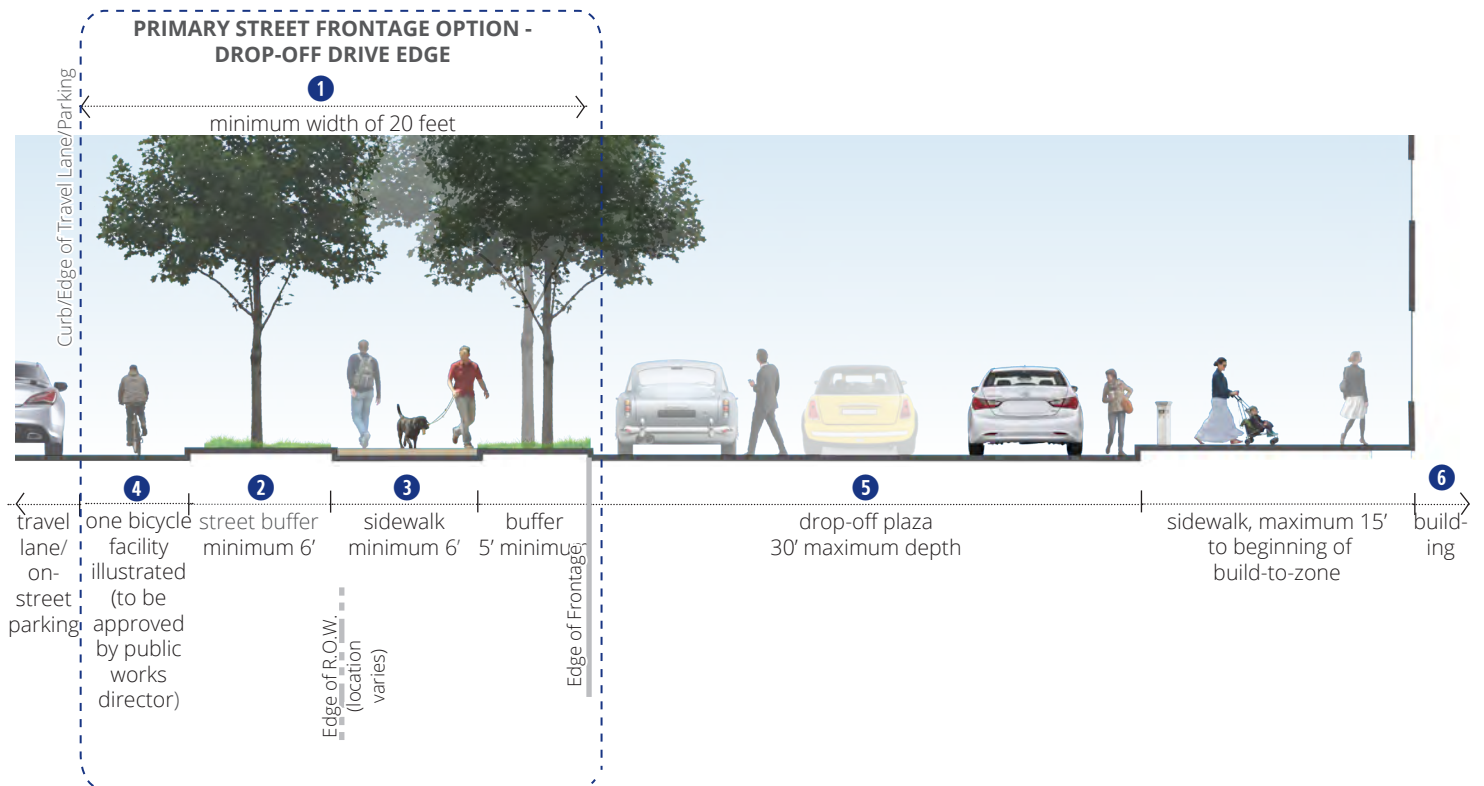 PRIMARY STREET FRONTAGE OPTION -
DROP-OFF DRIVE EDGE
1
minimum width of 20 feet
Curb/Edge of Travel Lane/Parking
4
2
3
5
6
travel
lane/
on-
street
parking
one bicycle
facility
illustrated
(to be
approved
by public
works
director)
street buffer
minimum 6’
sidewalk
minimum 6’
buffer
5’ minimum
drop-off plaza
30’ maximum depth
sidewalk, maximum 15’
to beginning of
build-to-zone
build-
ing
Edge of R.O.W.
(location
varies)
Edge of Frontage